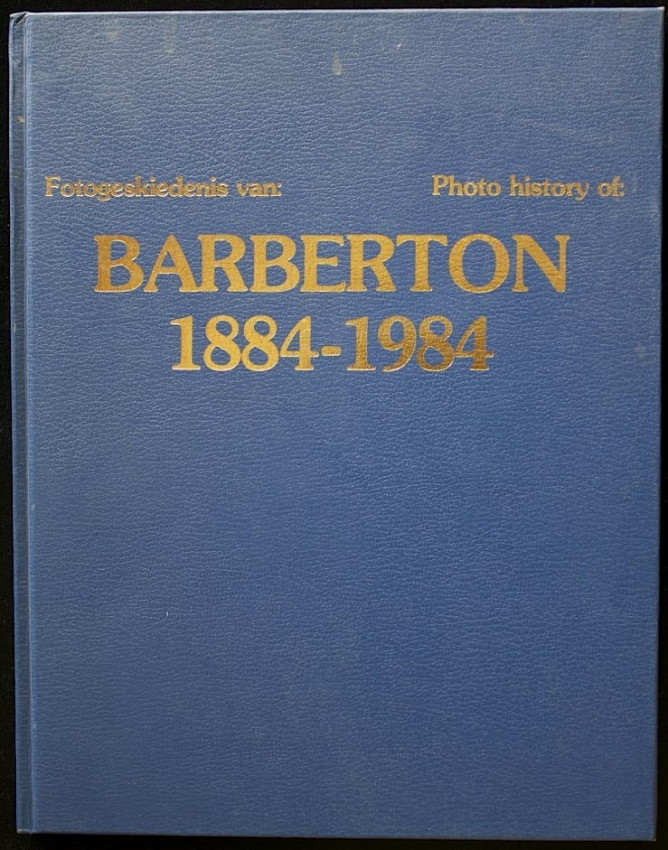 Fotogeskiedenis van: Photo history of:
BARBERTON
1884-1984